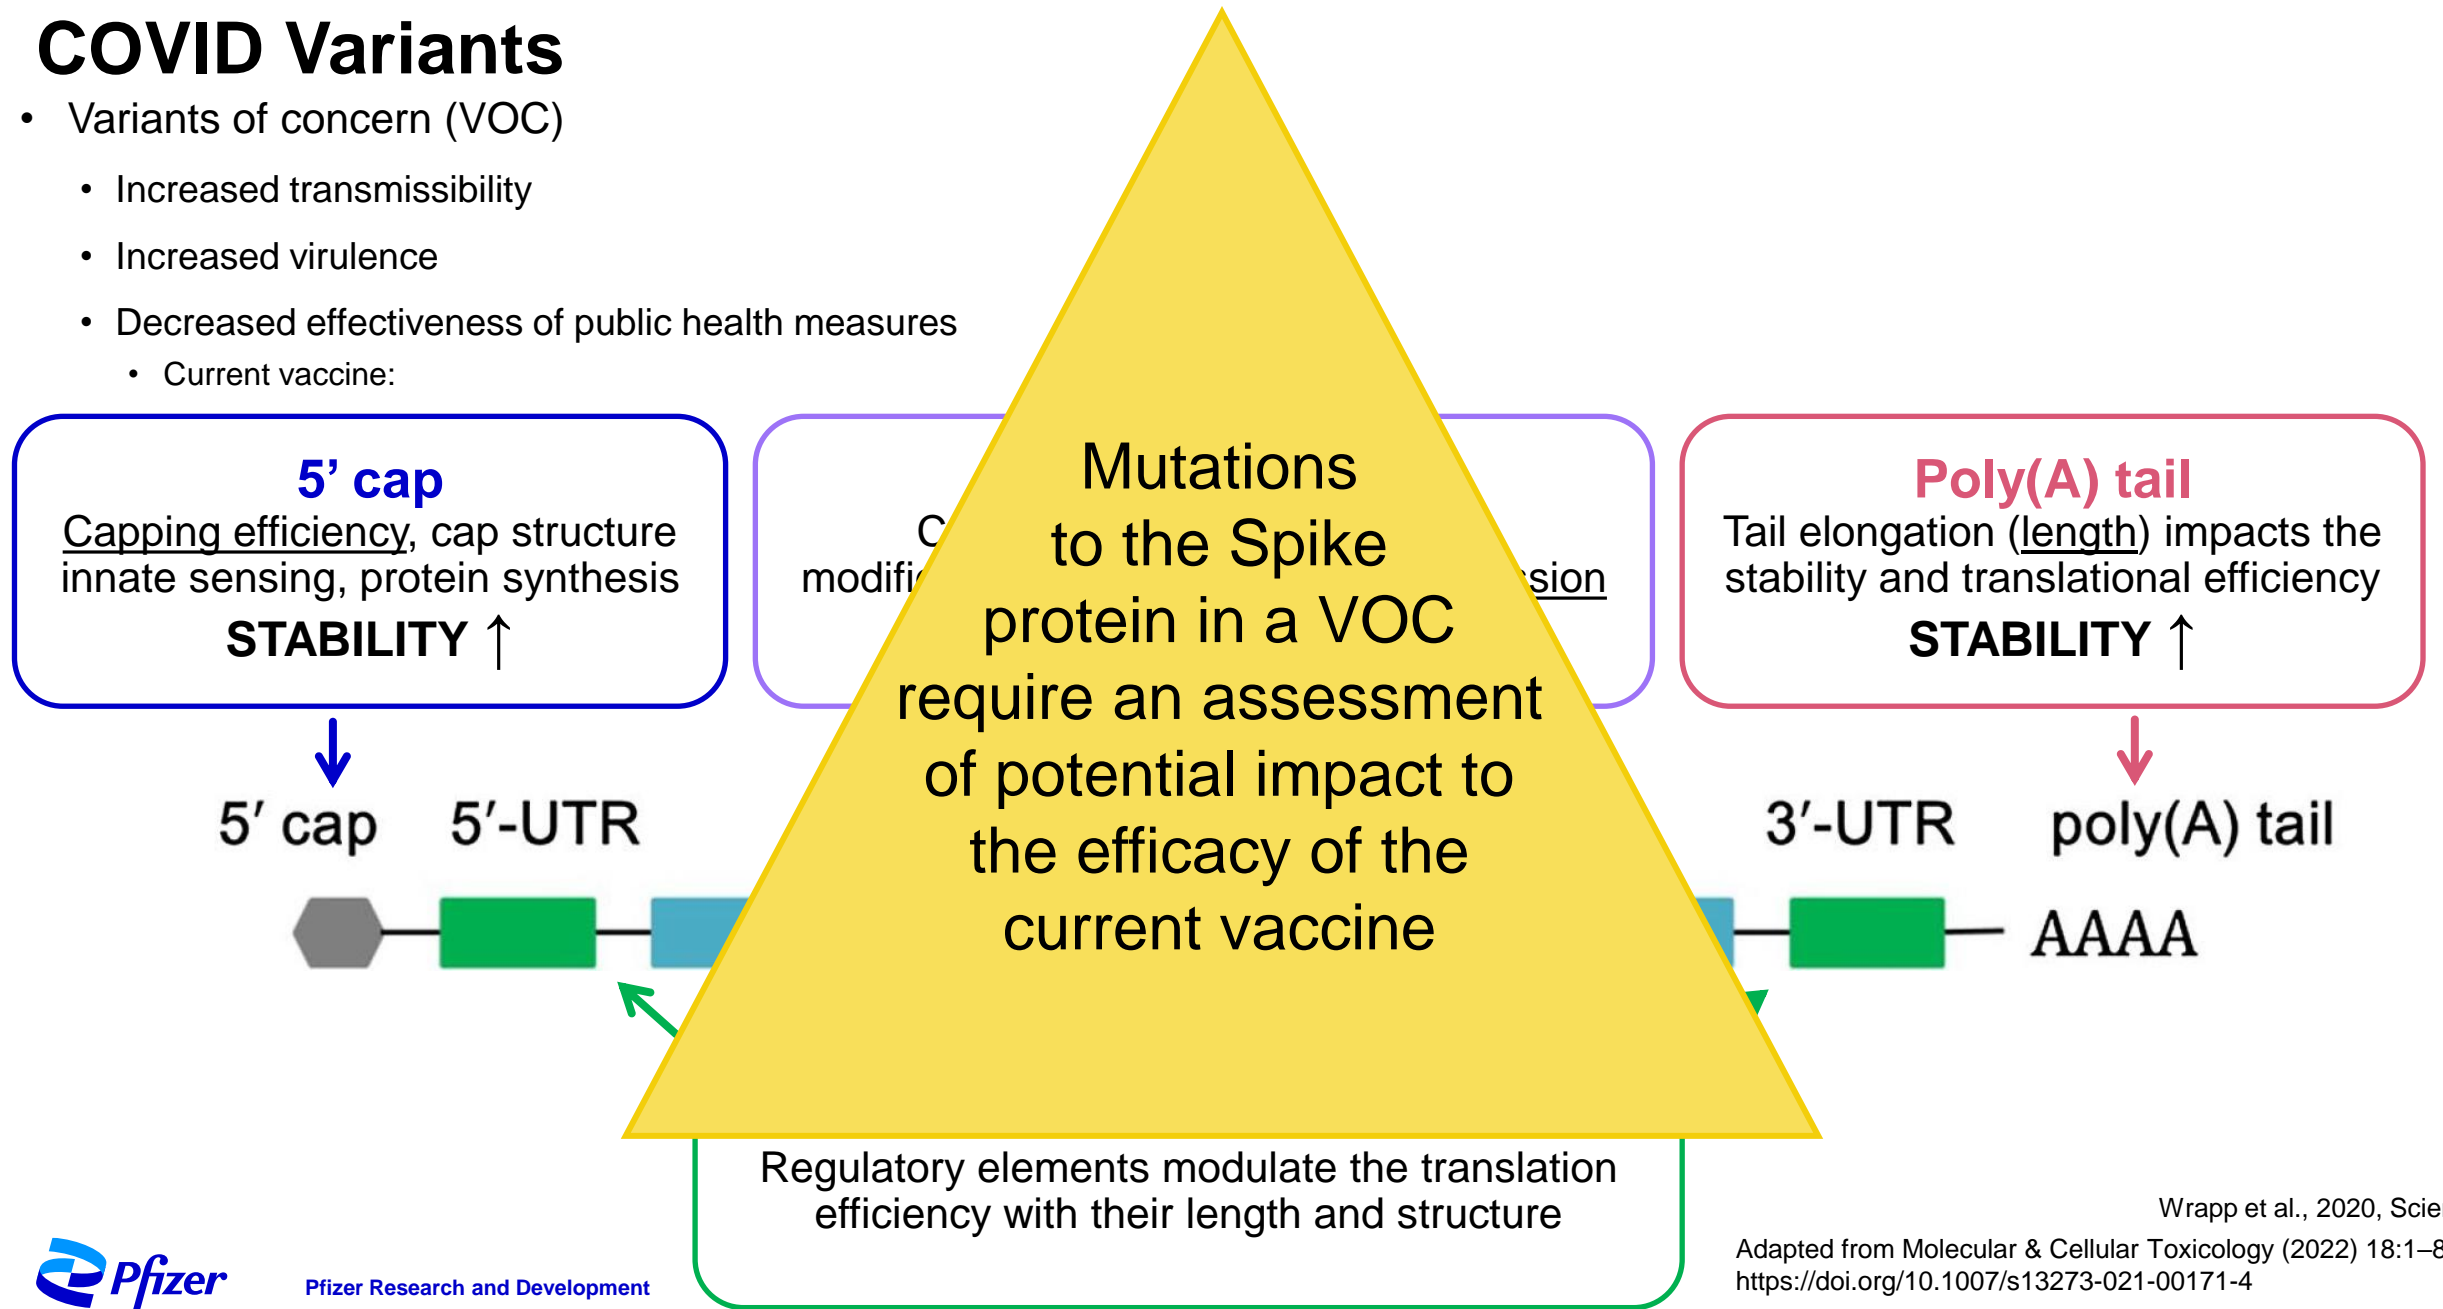 COVID Variants
• Variants of concern (VOC)
• Increased transmissibility
• Increased virulence
• Decreased effectiveness of public health measures
• Current vaccine:
5’ cap
Capping efficiency, cap structure
innate sensing, protein synthesis
STABILITY ↑
Mutations
to the Spike
protein in a VOC
require an assessment
of potential impact to
the efficacy of the
current vaccine
Poly(A) tail
Tail elongation (length) impacts the
stability and translational efficiency
STABILITY ↑
5′ cap
5′-UTR
3′-UTR
poly(A) tail
AAAA
Regulatory elements modulate the translation
efficiency with their length and structure
Wrapp et al., 2020,
Adapted from Molecular & Cellular Toxicology (2022) 18:1–8
https://doi.org/10.1007/s13273-021-00171-4
Pfizer
Pfizer Research and Development